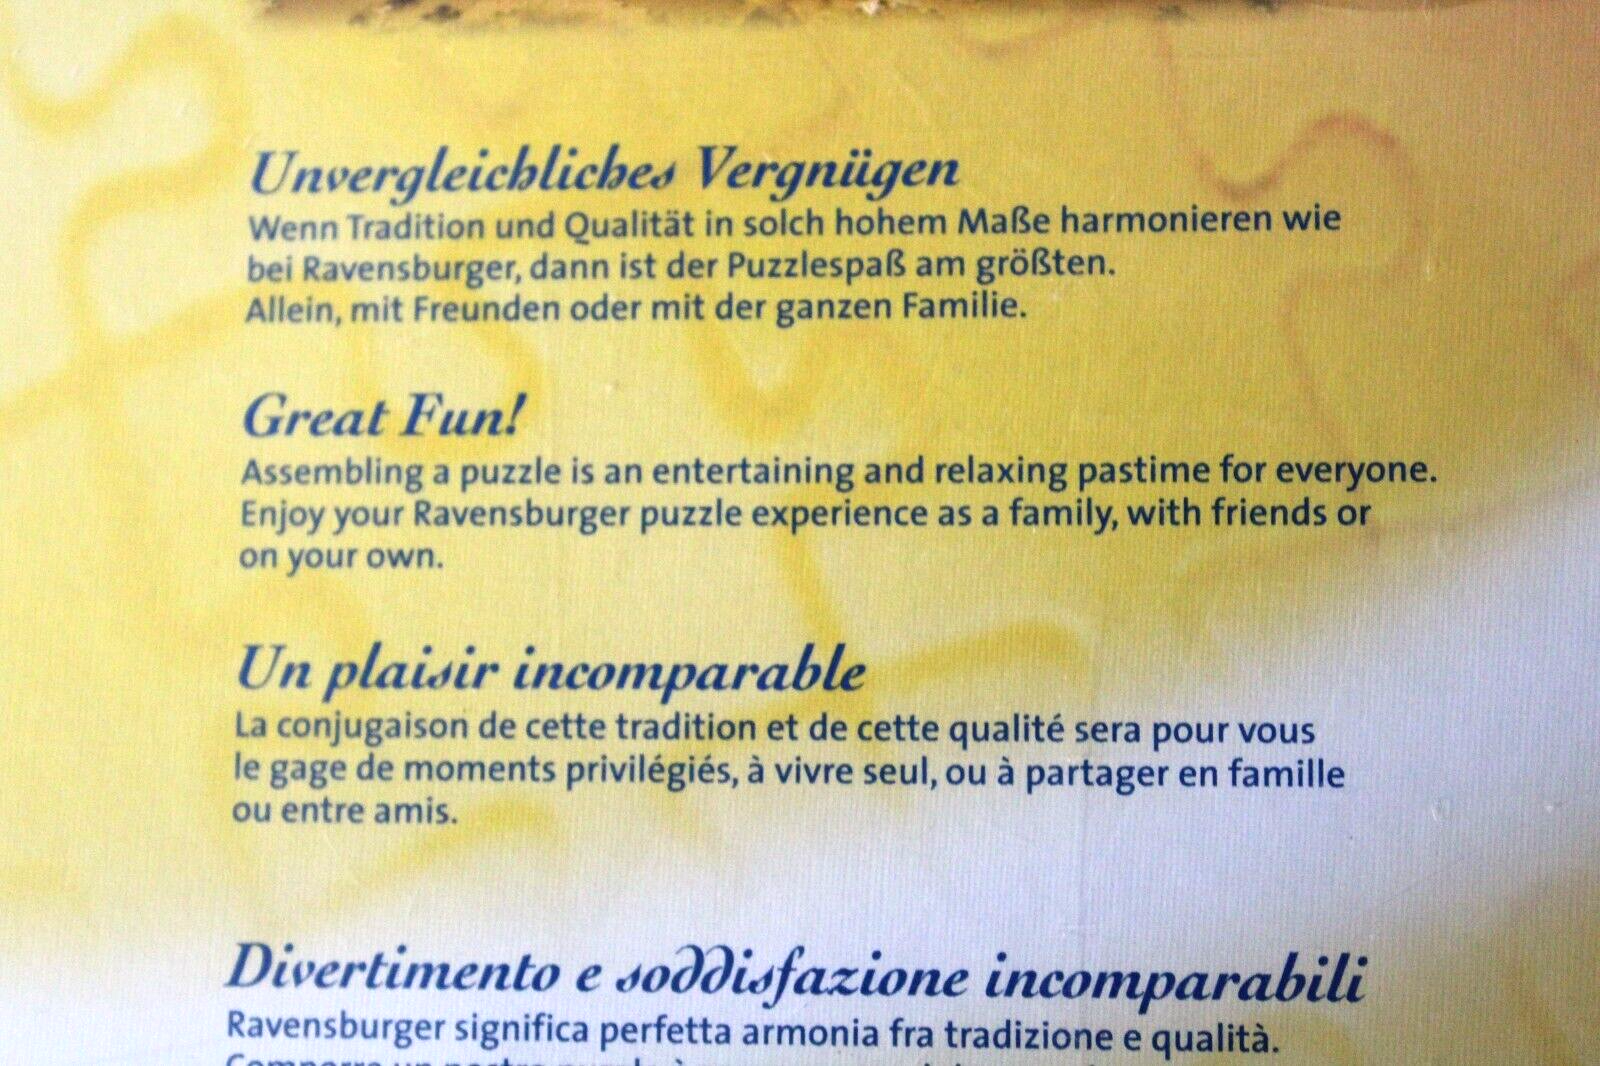 Unvergleichliches Vergnügen
Wenn Tradition und Qualität in solch hohem Maße harmonieren wie
bei Ravensburger, dann ist der Puzzlespaß am größten.
Allein, mit Freunden oder mit der ganzen Familie.
Great Fun!
Assembling a puzzle is an entertaining and relaxing pastime for everyone.
Enjoy your Ravensburger puzzle experience as a family, with friends or
on your own.
Un plaisir incomparable
La conjugaison de cette tradition et de cette qualité sera pour vous
le gage de moments privilégiés, à vivre seul, ou à partager en famille
ou entre amis.
Divertimento e soddisfazione incomparabili
Ravensburger significa perfetta armonia fra tradizione e qualità.